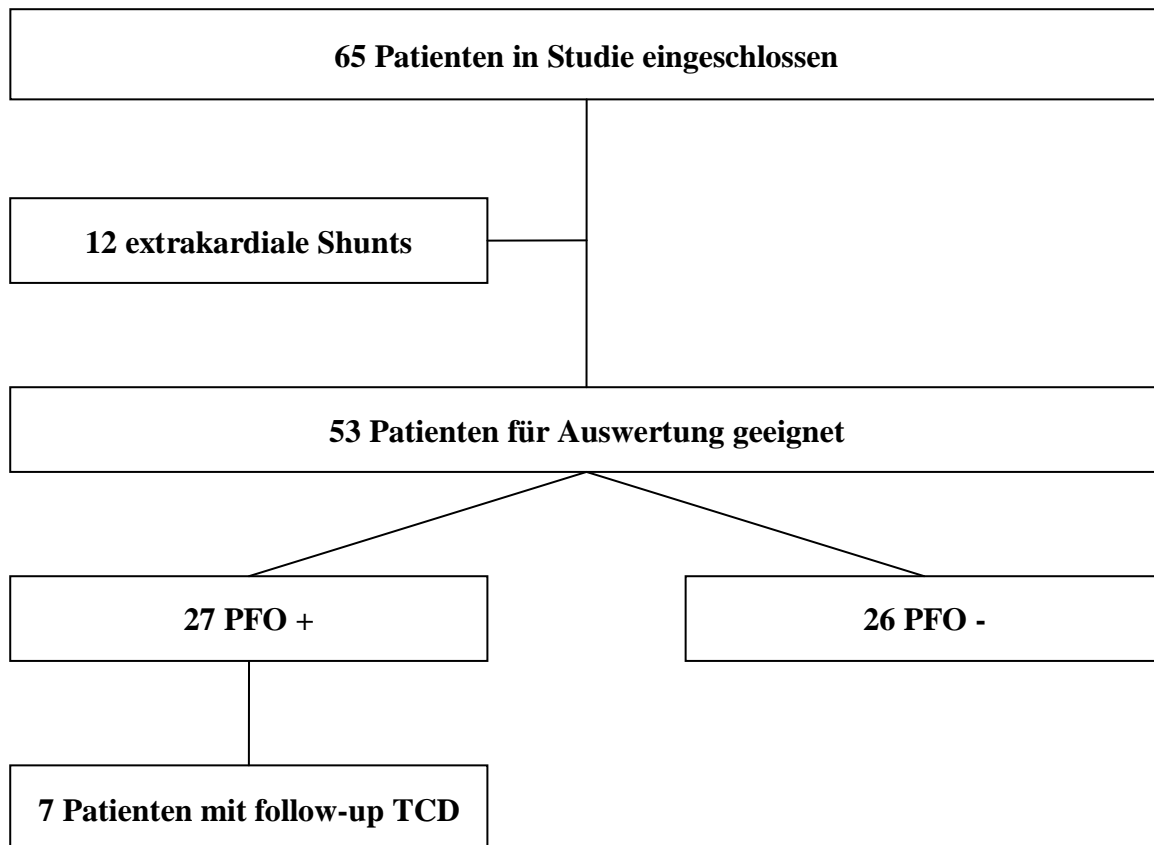 65 Patienten in Studie eingeschlossen
12 extrakardiale Shunts
53 Patienten für Auswertung geeignet
27 PFO +
26 PFO -
7 Patienten mit follow-up TCD